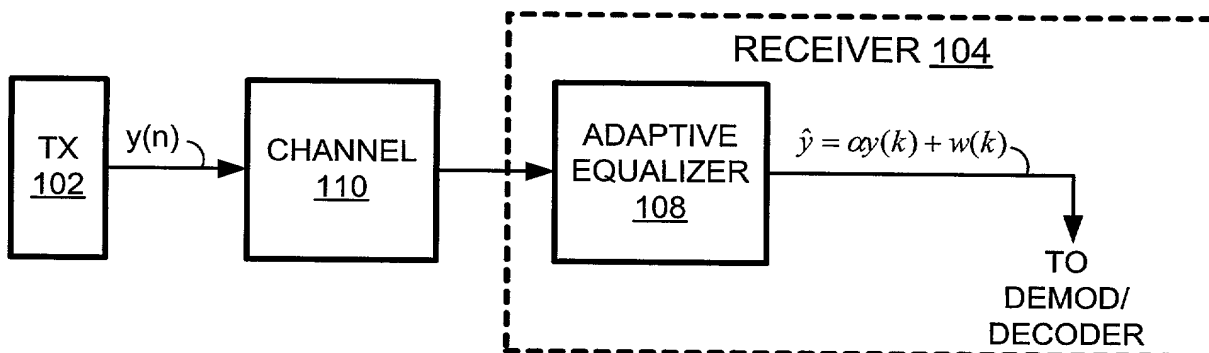 RECEIVER 104
TX
102
y(n)
CHANNEL
110
ADAPTIVE
EQUALIZER
108
ŷ = αy(k) + w(k)
TO
DEMOD/
DECODER